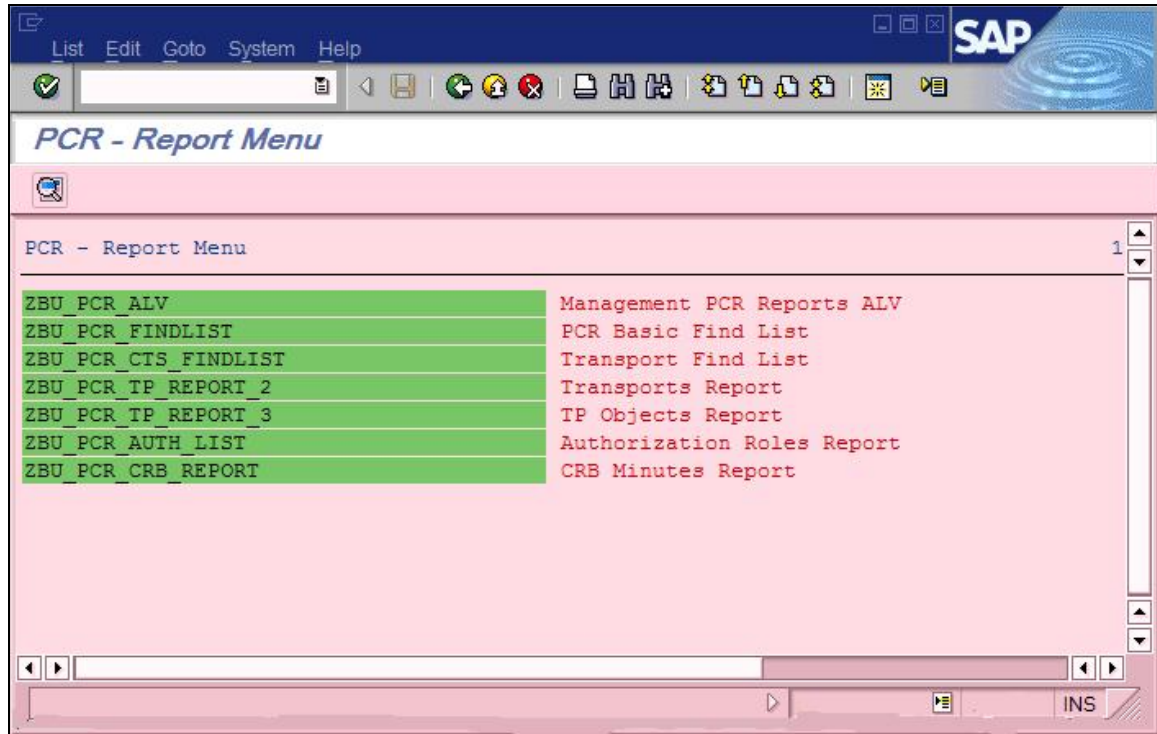 List Edit Goto System Help
SAP
PCR - Report Menu
PCR - Report Menu 1
ZBU_PCR_ALV Management PCR Reports ALV
ZBU_PCR_FINDLIST PCR Basic Find List
ZBU_PCR_CTS_FINDLIST Transport Find List
ZBU_PCR_TP_REPORT_2 Transports Report
ZBU_PCR_TP_REPORT_3 TP Objects Report
ZBU_PCR_AUTH_LIST Authorization Roles Report
ZBU_PCR_CRB_REPORT CRB Minutes Report
INS